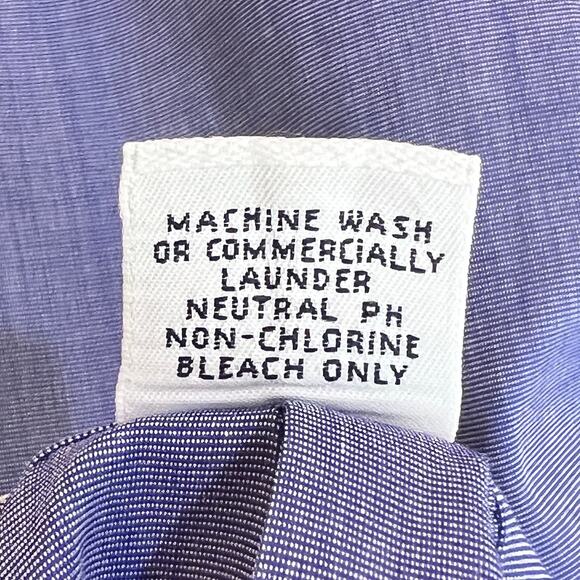 MACHINE WASH
OR COMMERCIALLY
LAUNDER
NEUTRAL PH
NON-CHLORINE
BLEACH ONLY